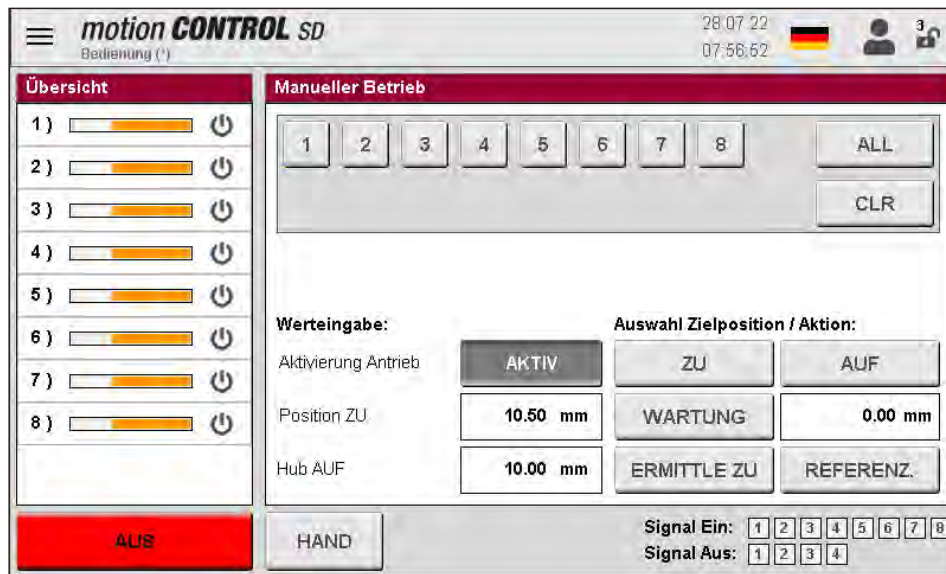 motion CONTROL SD
Bedienung (*)
28.07.22
07:56:52
3
Übersicht
1 )
2 )
3 )
4 )
5 )
6 )
7 )
8 )
Manueller Betrieb
1 2 3 4 5 6 7 8 ALL
CLR
Werteingabe: Auswahl Zielposition / Aktion:
Aktivierung Antrieb AKTIV ZU AUF
Position ZU 10.50 mm WARTUNG 0.00 mm
Hub AUF 10.00 mm ERMITTLE ZU REFERENZ.
AUS HAND
Signal Ein: 1 2 3 4 5 6 7 8
Signal Aus: 1 2 3 4